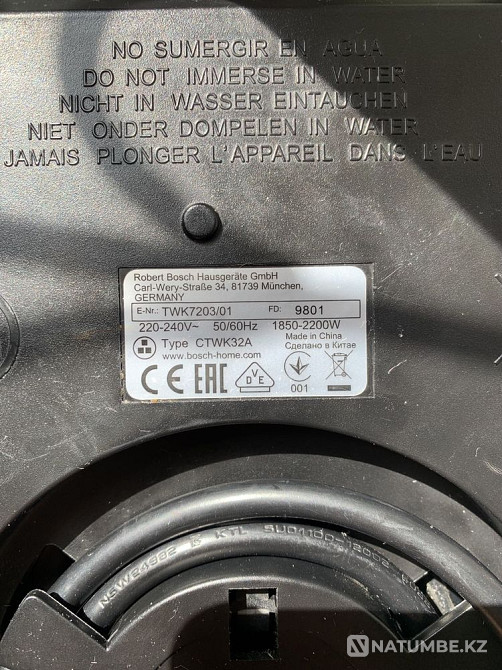 NO SUMERGIR EN AGUA
DO NOT IMMERSE IN WATER
NICHT IN WASSER EINTAUCHEN
NIET ONDER DOMPELEN IN WATER
JAMAIS PLONGER L'APPAREIL DANS L'EAU
Robert Bosch Hausgeräte GmbH
Carl-Wery-Straße 34, 81739 München,
GERMANY
E-Nr.: TWK7203/01 FD: 9801
220-240V~ 50/60Hz 1850-2200W
Type CTWK32A
Made in China
Сделано в Китае
www.bosch-home.com
CE EAC DVE 001
KTL
NATUMBE.KZ